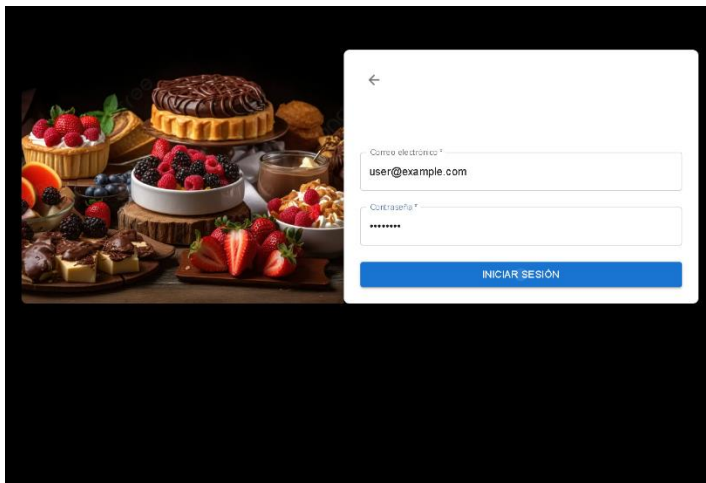 Correo electrónico *
user@example.com
Contraseña *
••••••••
INICIAR SESIÓN